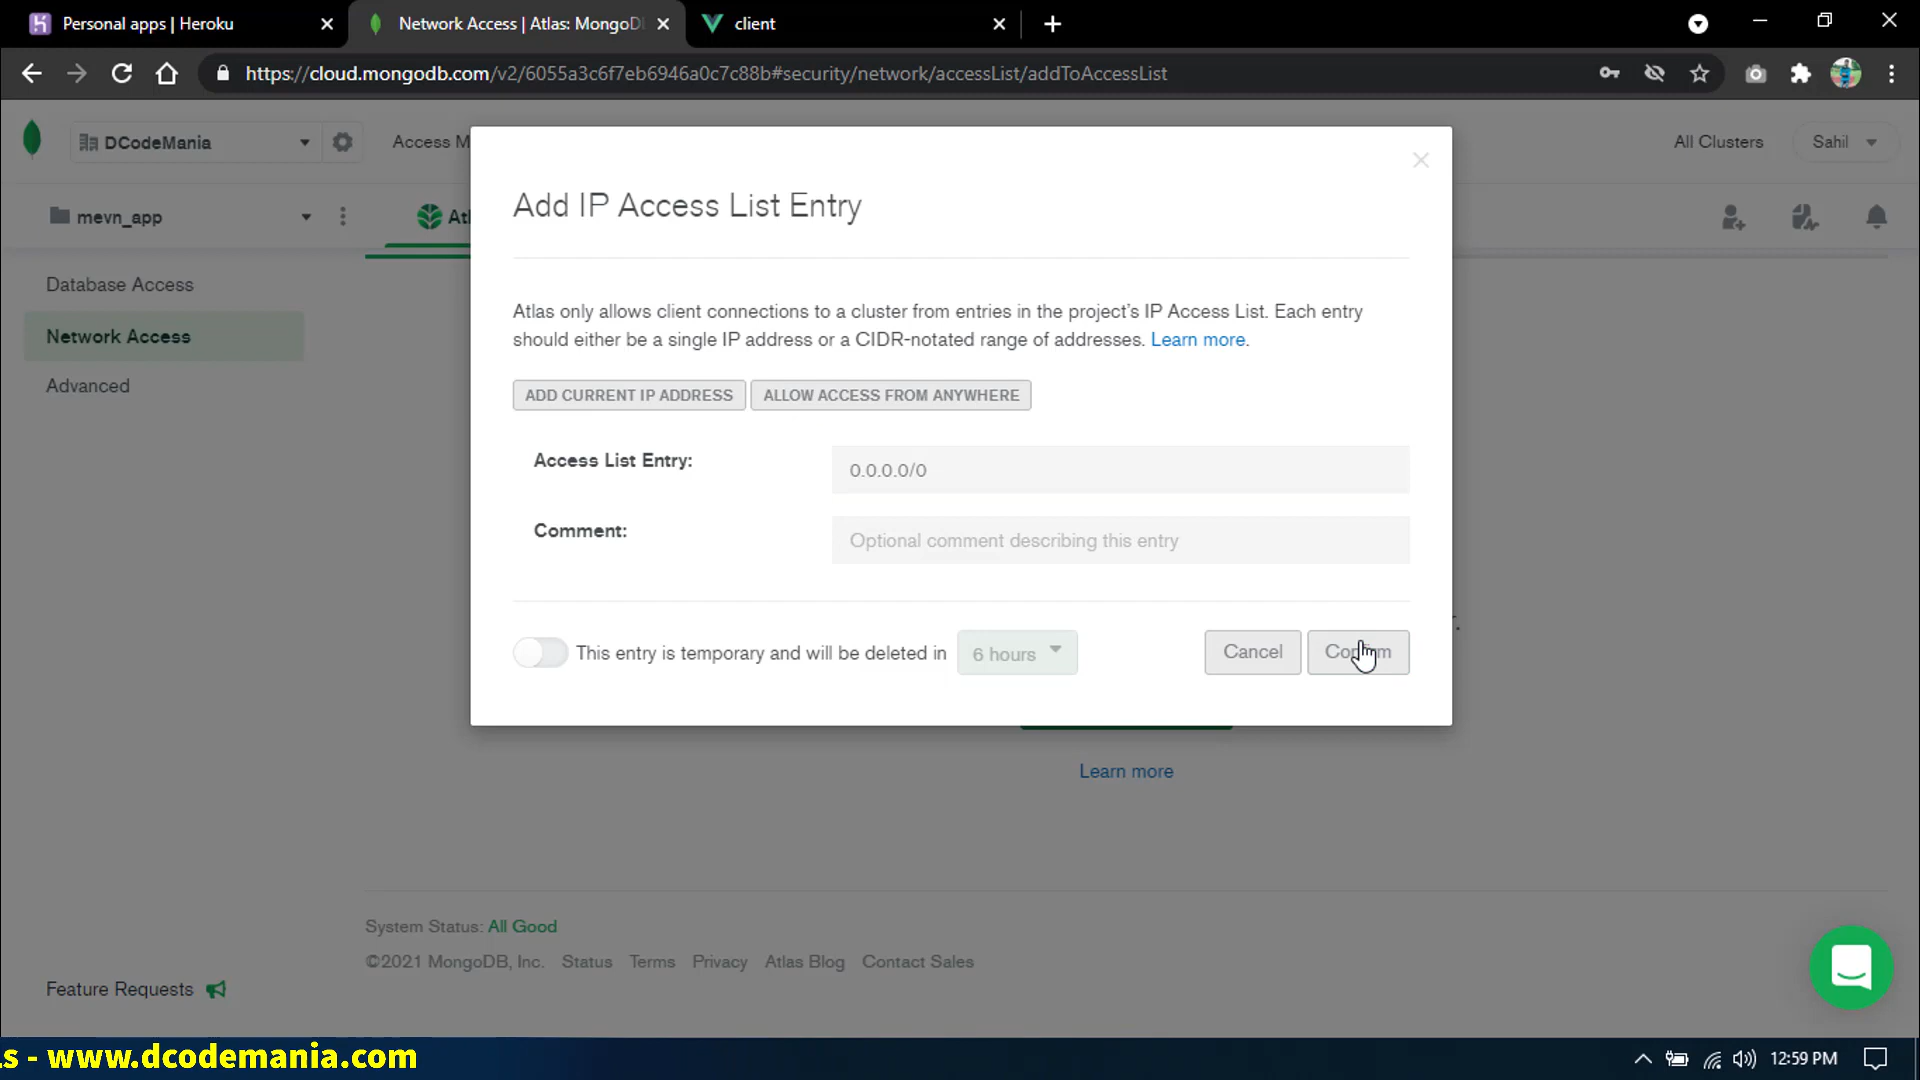 Personal apps | Heroku
Network Access | Atlas: MongoD
client
https://cloud.mongodb.com/v2/6055a3c6f7eb6946a0c7c88b#security/network/accessList/addToAccessList
DCodeMania
Access M
All Clusters
Sahil
mevn_app
Atl
Database Access
Network Access
Advanced
Add IP Access List Entry
Atlas only allows client connections to a cluster from entries in the project's IP Access List. Each entry
should either be a single IP address or a CIDR-notated range of addresses. Learn more.
ADD CURRENT IP ADDRESS
ALLOW ACCESS FROM ANYWHERE
Access List Entry:
0.0.0.0/0
Comment:
Optional comment describing this entry
This entry is temporary and will be deleted in
6 hours
Cancel
Confirm
Learn more
System Status: All Good
©2021 MongoDB, Inc.
Status
Terms
Privacy
Atlas Blog
Contact Sales
Feature Requests
ls - www.dcodemania.com
12:59 PM